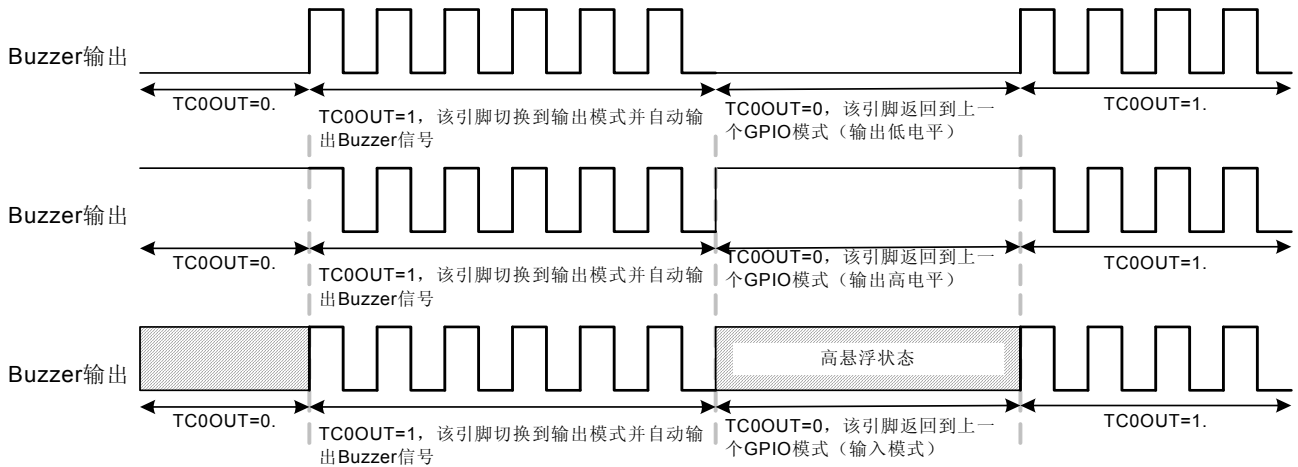 Buzzer输出
TC0OUT=0.
TC0OUT=1，该引脚切换到输出模式并自动输
出Buzzer信号
TC0OUT=0，该引脚返回到上一
个GPIO模式（输出低电平）
TC0OUT=1.
Buzzer输出
TC0OUT=0.
TC0OUT=1，该引脚切换到输出模式并自动输
出Buzzer信号
TC0OUT=0，该引脚返回到上一
个GPIO模式（输出高电平）
TC0OUT=1.
Buzzer输出
高悬浮状态
TC0OUT=0.
TC0OUT=1，该引脚切换到输出模式并自动输
出Buzzer信号
TC0OUT=0，该引脚返回到上一
个GPIO模式（输入模式）
TC0OUT=1.